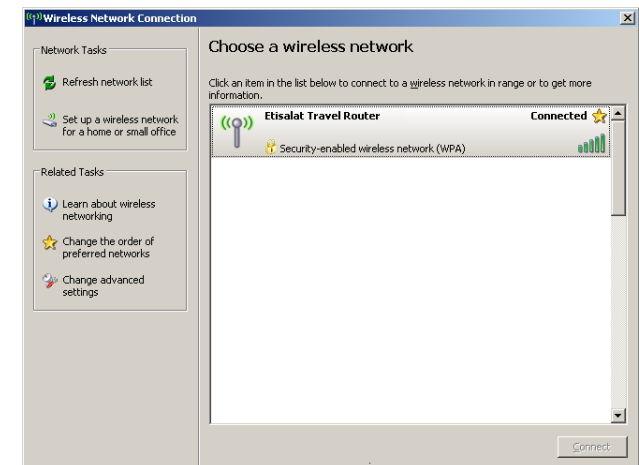 Wireless Network Connection
Network Tasks
Refresh network list
Set up a wireless network
for a home or small office
Related Tasks
Learn about wireless
networking
Change the order of
preferred networks
Change advanced
settings
Choose a wireless network
Click an item in the list below to connect to a wireless network in range or to get more
information.
Etisalat Travel Router Connected
Security-enabled wireless network (WPA)
Connect